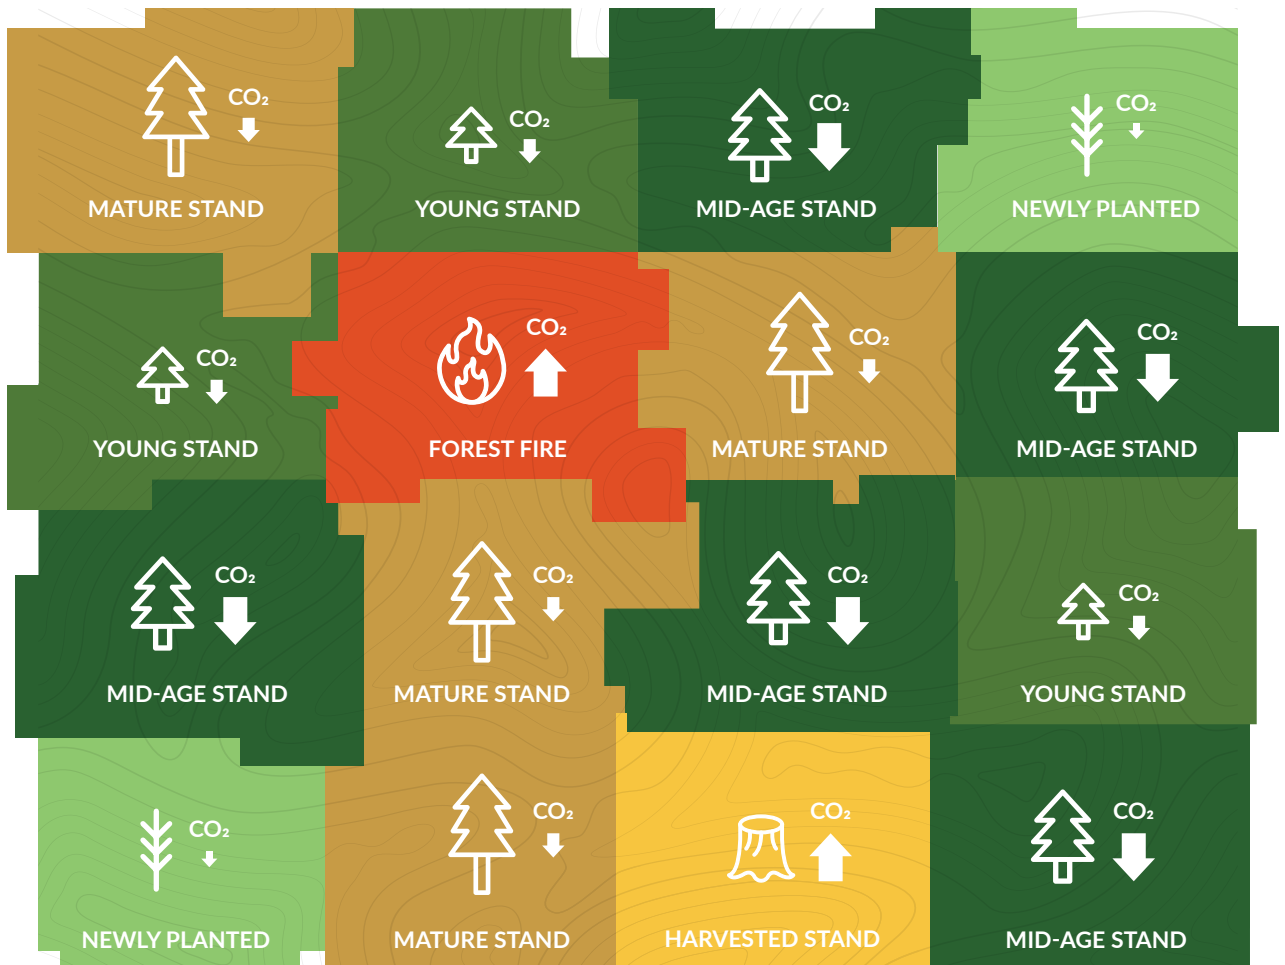 CO₂
MATURE STAND
CO₂
YOUNG STAND
CO₂
MID-AGE STAND
CO₂
NEWLY PLANTED
CO₂
YOUNG STAND
CO₂
FOREST FIRE
CO₂
MATURE STAND
CO₂
MID-AGE STAND
CO₂
MID-AGE STAND
CO₂
MATURE STAND
CO₂
MID-AGE STAND
CO₂
YOUNG STAND
CO₂
NEWLY PLANTED
CO₂
MATURE STAND
CO₂
HARVESTED STAND
CO₂
MID-AGE STAND